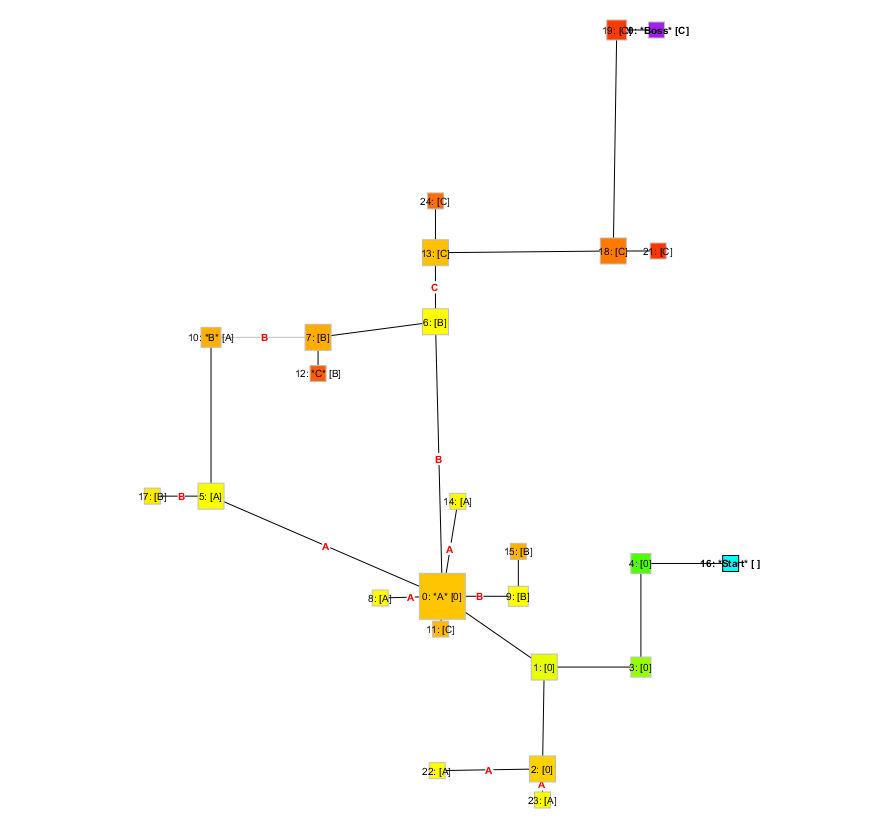 19: [C]
20: *Boss* [C]
24: [C]
13: [C]
18: [C]
21: [C]
C
6: [B]
10: *B* [A]
B
7: [B]
12: *C* [B]
B
17: [B]
B
5: [A]
14: [A]
A
A
15: [B]
4: [0]
16: *Start* [ ]
8: [A]
A
0: *A* [0]
B
9: [B]
11: [C]
1: [0]
3: [0]
22: [A]
A
2: [0]
A
23: [A]